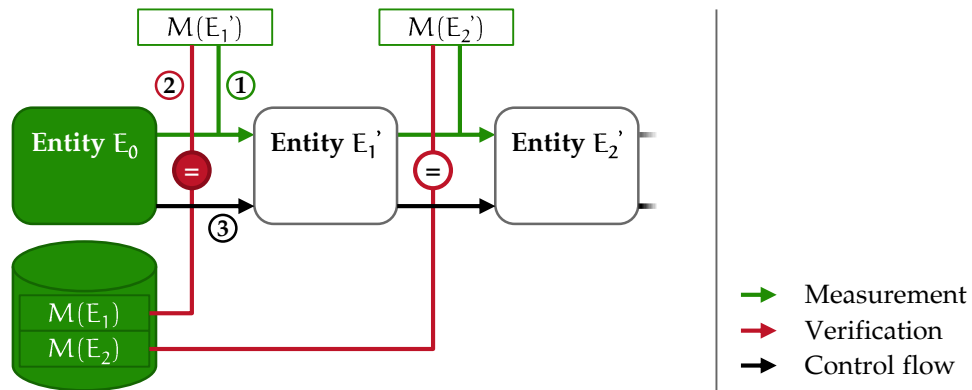 M(E₁’)
M(E₂’)
②
①
Entity E₀
Entity E₁’
Entity E₂’
=
=
③
M(E₁)
M(E₂)
Measurement
Verification
Control flow